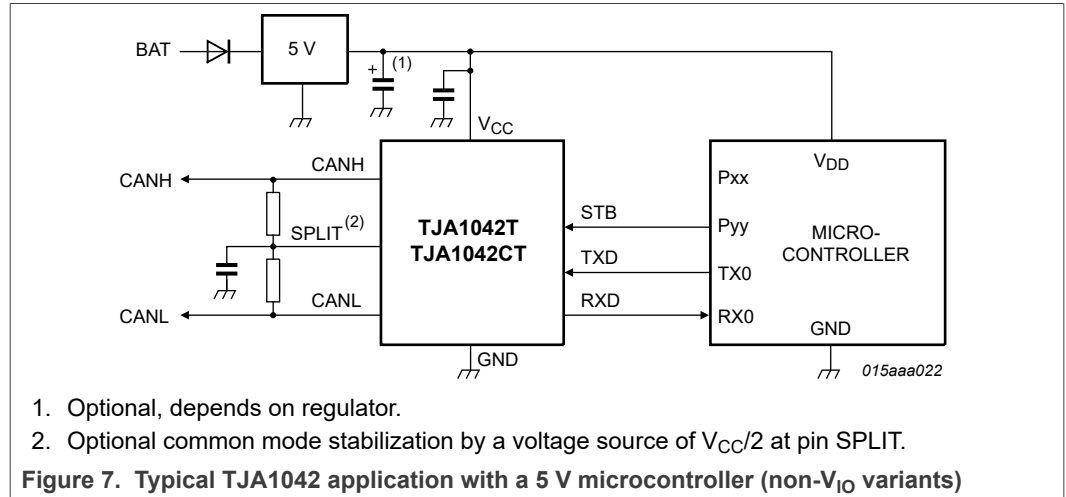 BAT
5 V
+
(1)
VCC
CANH
CANH
SPLIT(2)
CANL
CANL
TJA1042T
TJA1042CT
GND
STB
TXD
RXD
VDD
Pxx
Pyy
TX0
RX0
MICRO-
CONTROLLER
GND
015aaa022
1. Optional, depends on regulator.
2. Optional common mode stabilization by a voltage source of VCC/2 at pin SPLIT.
Figure 7. Typical TJA1042 application with a 5 V microcontroller (non-VIO variants)